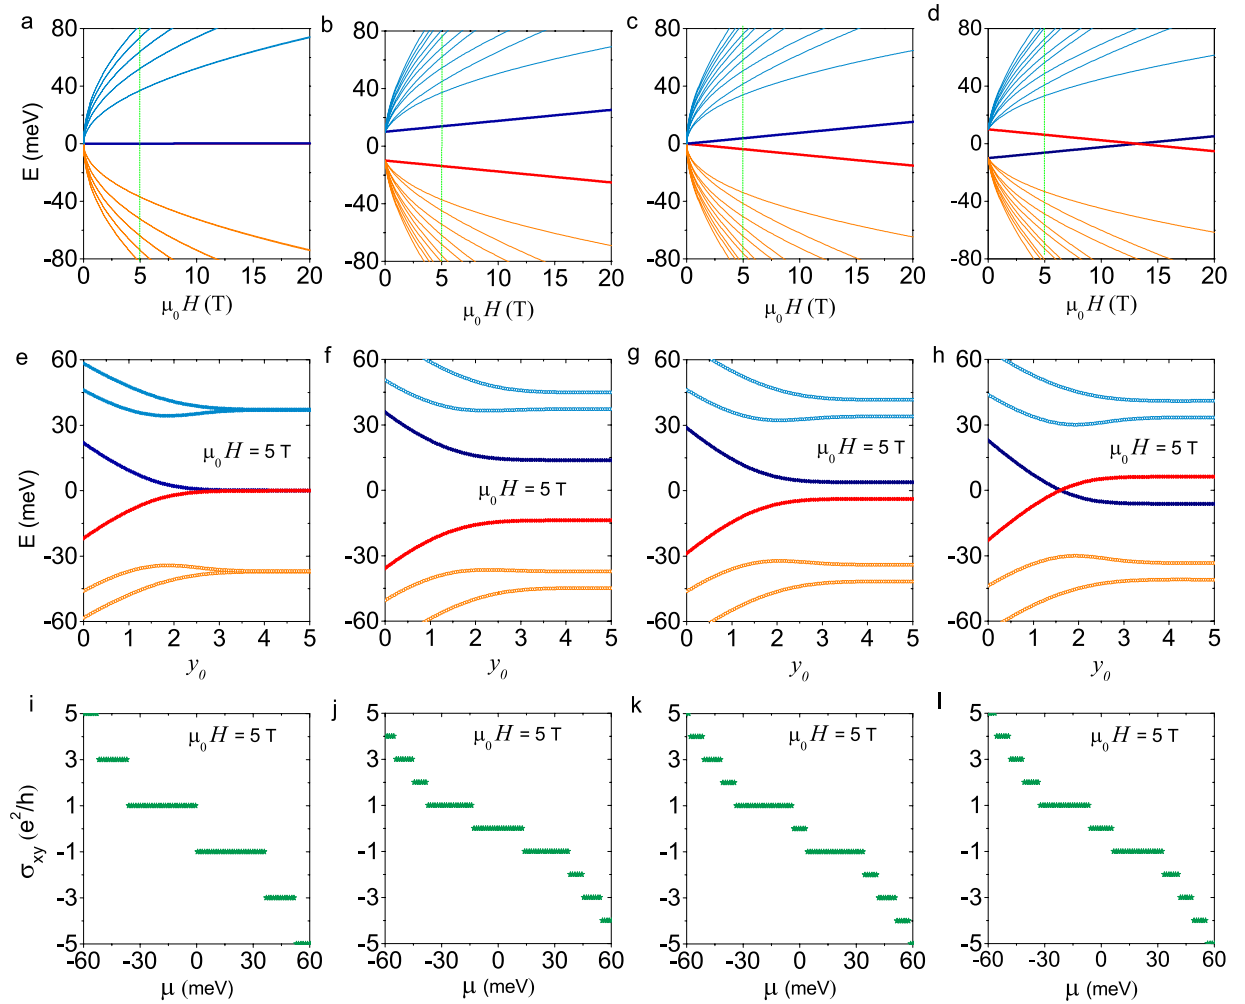 a b c d
80 80 80 80
40 40 40 40
0 0 0 0
-40 -40 -40 -40
-80 -80 -80 -80
E (meV)
0 5 10 15 20 0 5 10 15 20 0 5 10 15 20 0 5 10 15 20
μ₀H (T) μ₀H (T) μ₀H (T) μ₀H (T)
e f g h
60 60 60 60
30 30 30 30
0 0 0 0
-30 -30 -30 -30
-60 -60 -60 -60
E (meV)
μ₀H = 5 T μ₀H = 5T μ₀H = 5 T μ₀H = 5 T
0 1 2 3 4 5 0 1 2 3 4 5 0 1 2 3 4 5 0 1 2 3 4 5
y₀ y₀ y₀ y₀
i j k l
5 5 5 5
3 3 3 3
1 1 1 1
-1 -1 -1 -1
-3 -3 -3 -3
-5 -5 -5 -5
σxy (e²/h)
μ₀H = 5 T μ₀H = 5 T μ₀H = 5 T μ₀H = 5 T
-60 -30 0 30 60 -60 -30 0 30 60 -60 -30 0 30 60 -60 -30 0 30 60
μ (meV) μ (meV) μ (meV) μ (meV)